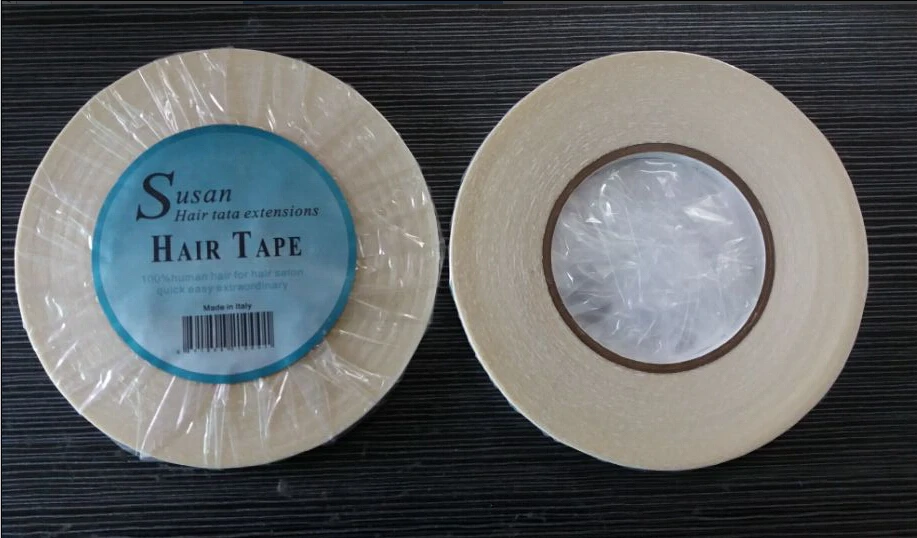 Susan
Hair tata extensions
HAIR TAPE
100%human hair for hair salon
quick easy extraordinary
Made in Italy